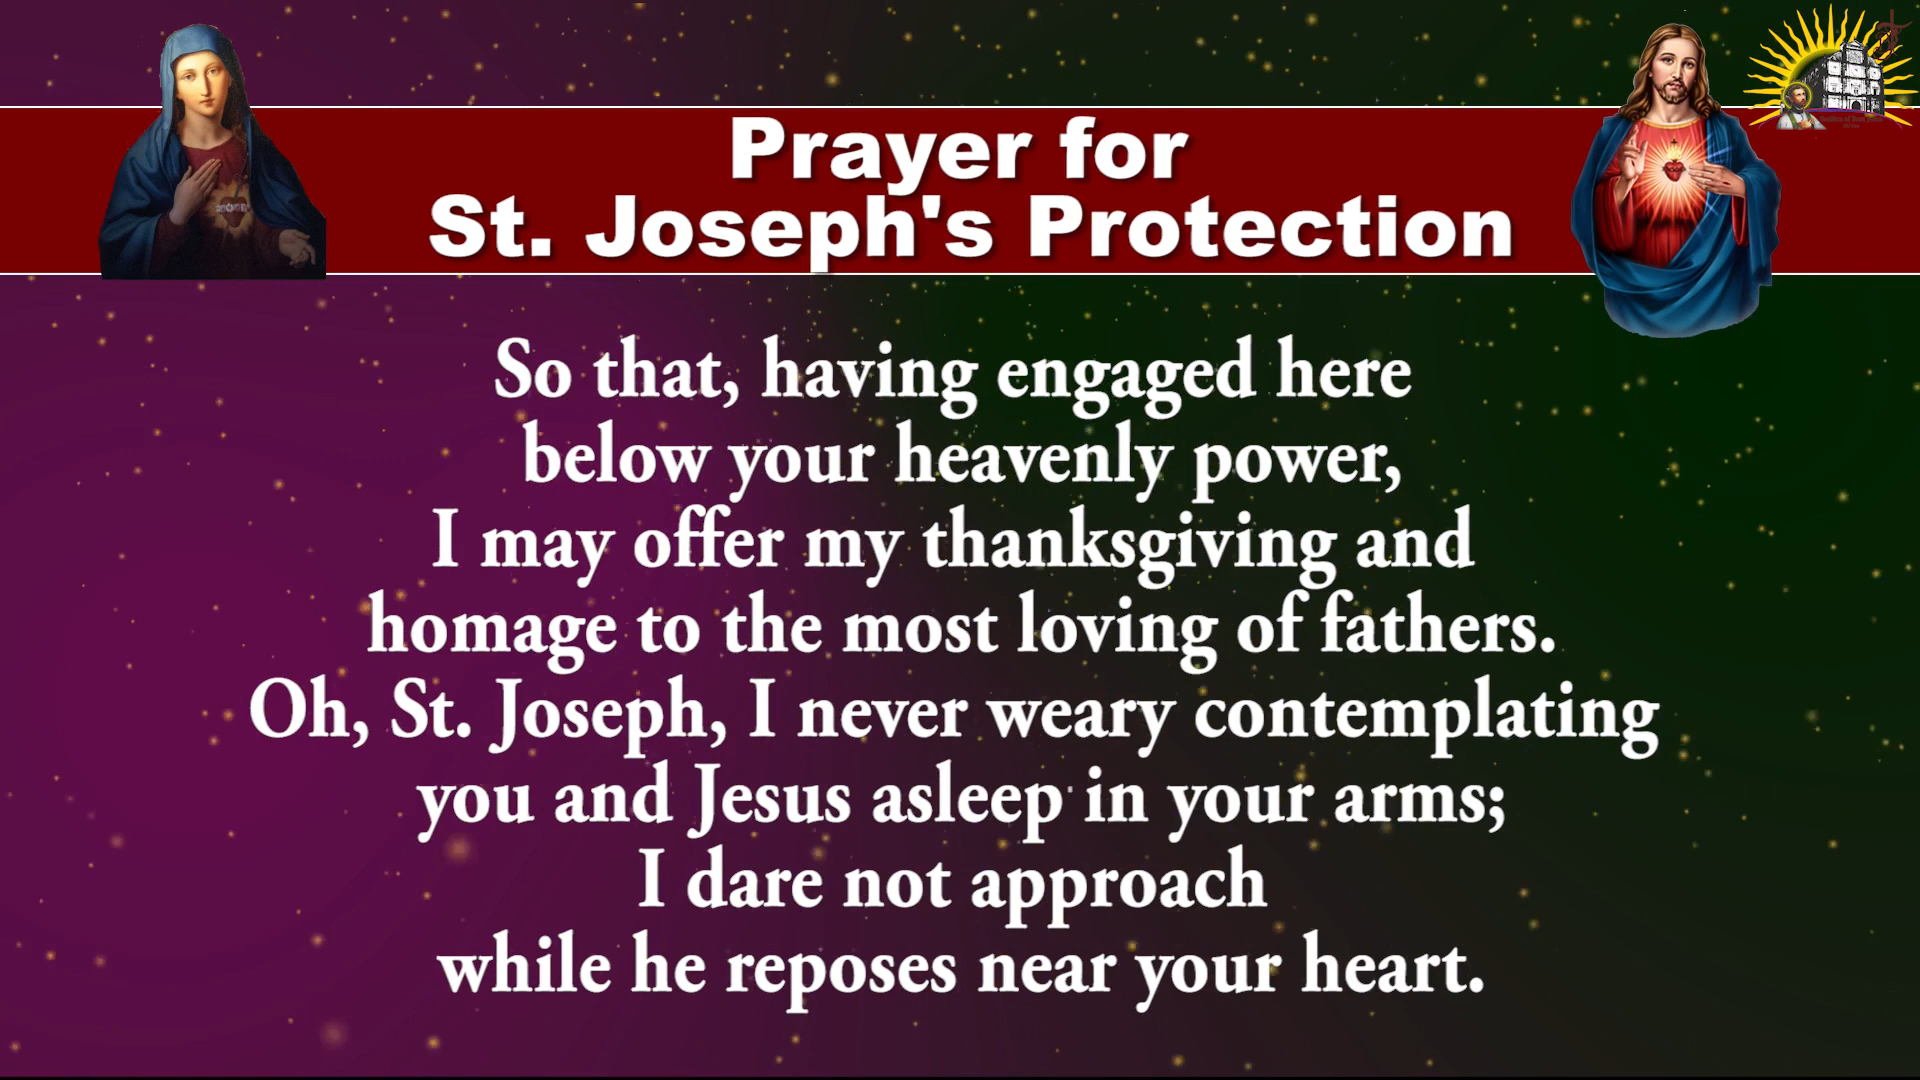 Prayer for
St. Joseph's Protection
So that, having engaged here
below your heavenly power,
I may offer my thanksgiving and
homage to the most loving of fathers.
Oh, St. Joseph, I never weary contemplating
you and Jesus asleep in your arms;
I dare not approach
while he reposes near your heart.